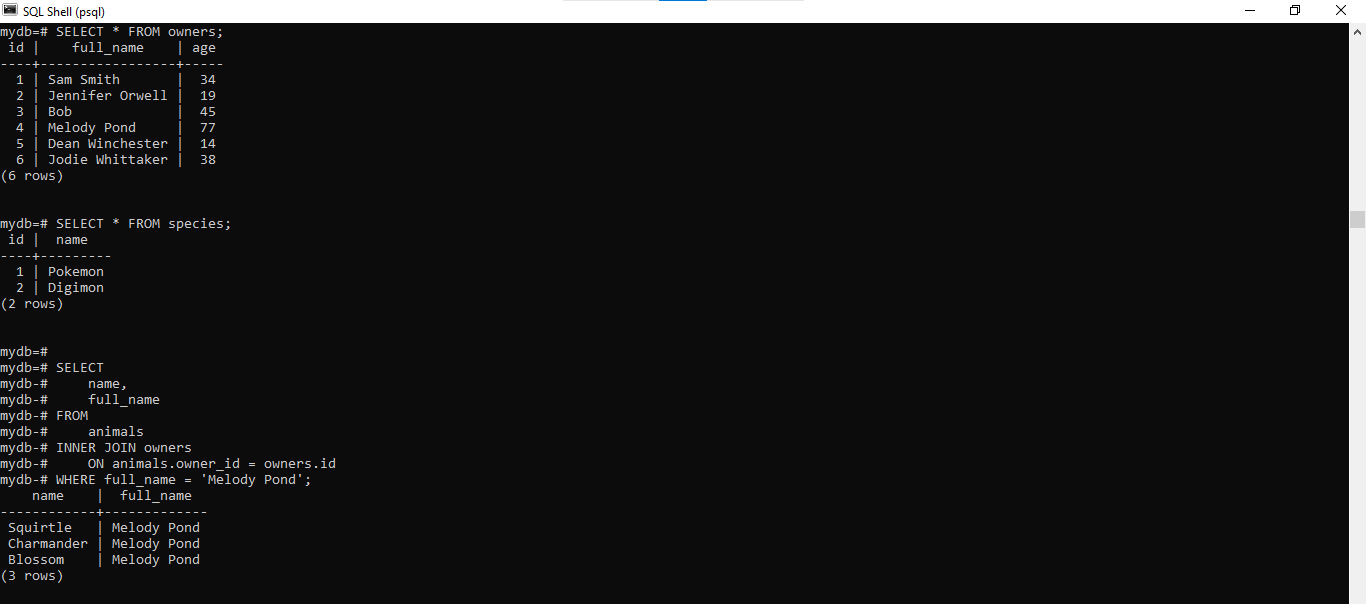 SQL Shell (psql)
mydb=# SELECT * FROM owners;
 id |    full_name    | age
----+-----------------+-----
  1 | Sam Smith       |  34
  2 | Jennifer Orwell |  19
  3 | Bob             |  45
  4 | Melody Pond     |  77
  5 | Dean Winchester |  14
  6 | Jodie Whittaker |  38
(6 rows)
mydb=# SELECT * FROM species;
 id |  name
----+---------
  1 | Pokemon
  2 | Digimon
(2 rows)
mydb=#
mydb=# SELECT
mydb-#     name,
mydb-#     full_name
mydb-# FROM
mydb-#     animals
mydb-# INNER JOIN owners
mydb-#     ON animals.owner_id = owners.id
mydb-# WHERE full_name = 'Melody Pond';
    name    |  full_name
------------+-------------
 Squirtle   | Melody Pond
 Charmander | Melody Pond
 Blossom    | Melody Pond
(3 rows)